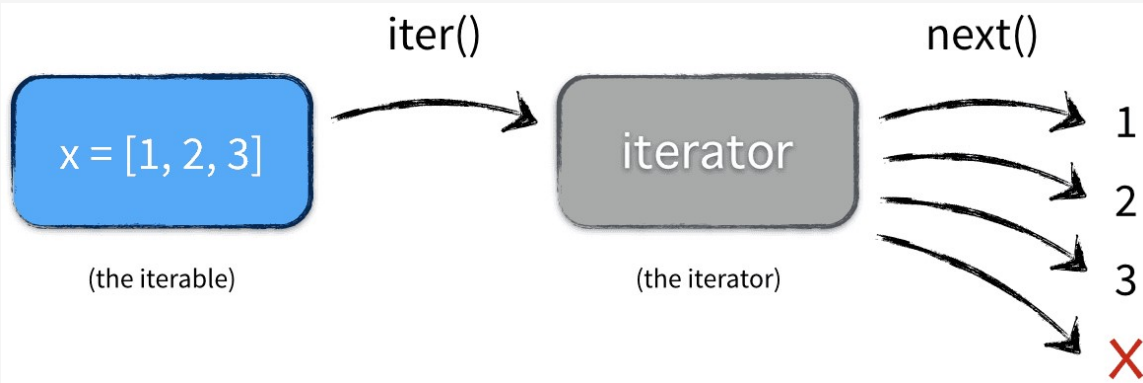 iter()
next()
x = [1, 2, 3]
iterator
1
2
3
X
(the iterable)
(the iterator)